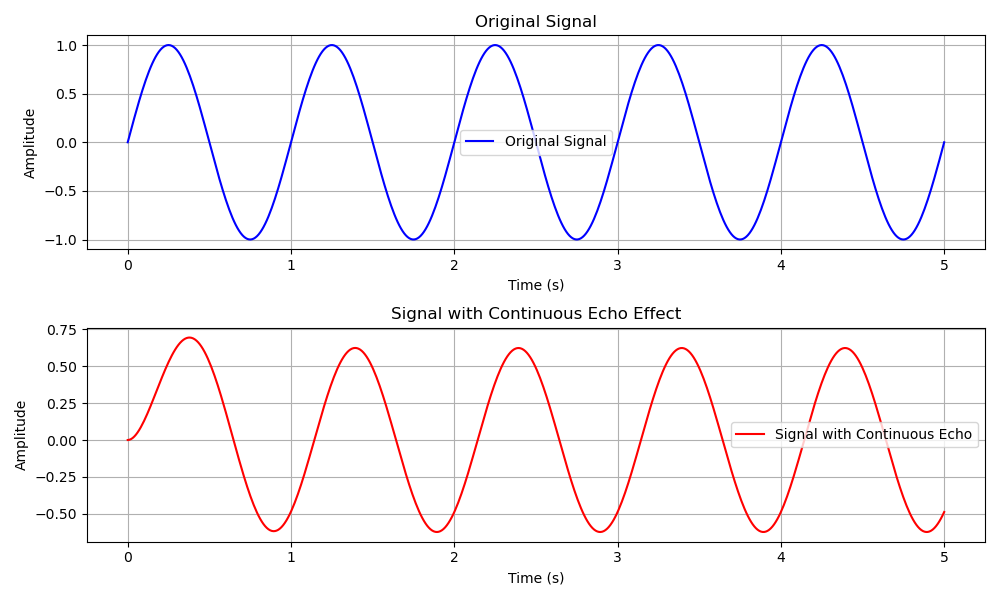 Original Signal
1.0
0.5
0.0
−0.5
−1.0
Amplitude
Original Signal
0 1 2 3 4 5
Time (s)
Signal with Continuous Echo Effect
0.75
0.50
0.25
0.00
−0.25
−0.50
Amplitude
Signal with Continuous Echo
0 1 2 3 4 5
Time (s)